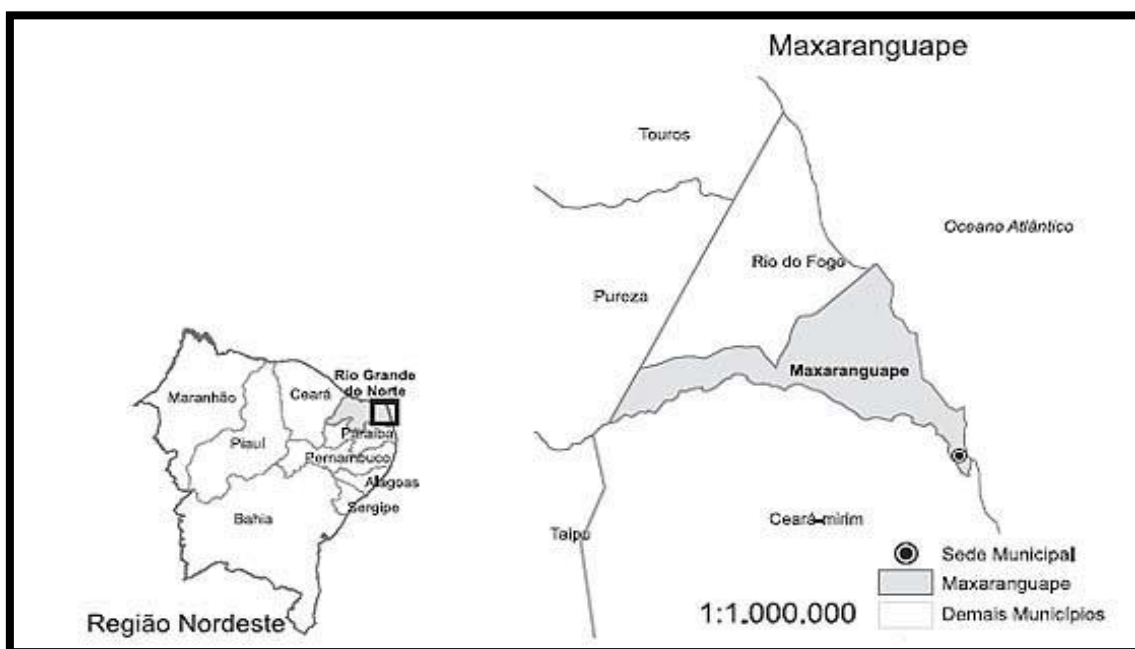 Maxaranguape
Touros
Oceano Atlântico
Rio do Fogo
Pureza
Maxaranguape
Rio Grande
do Norte
Ceará
Maranhão
Piauí
Paraíba
Pernambuco
Alagoas
Sergipe
Bahia
Taipu
Ceará-mirim
Sede Municipal
Maxaranguape
1:1.000.000
Demais Municípios
Região Nordeste